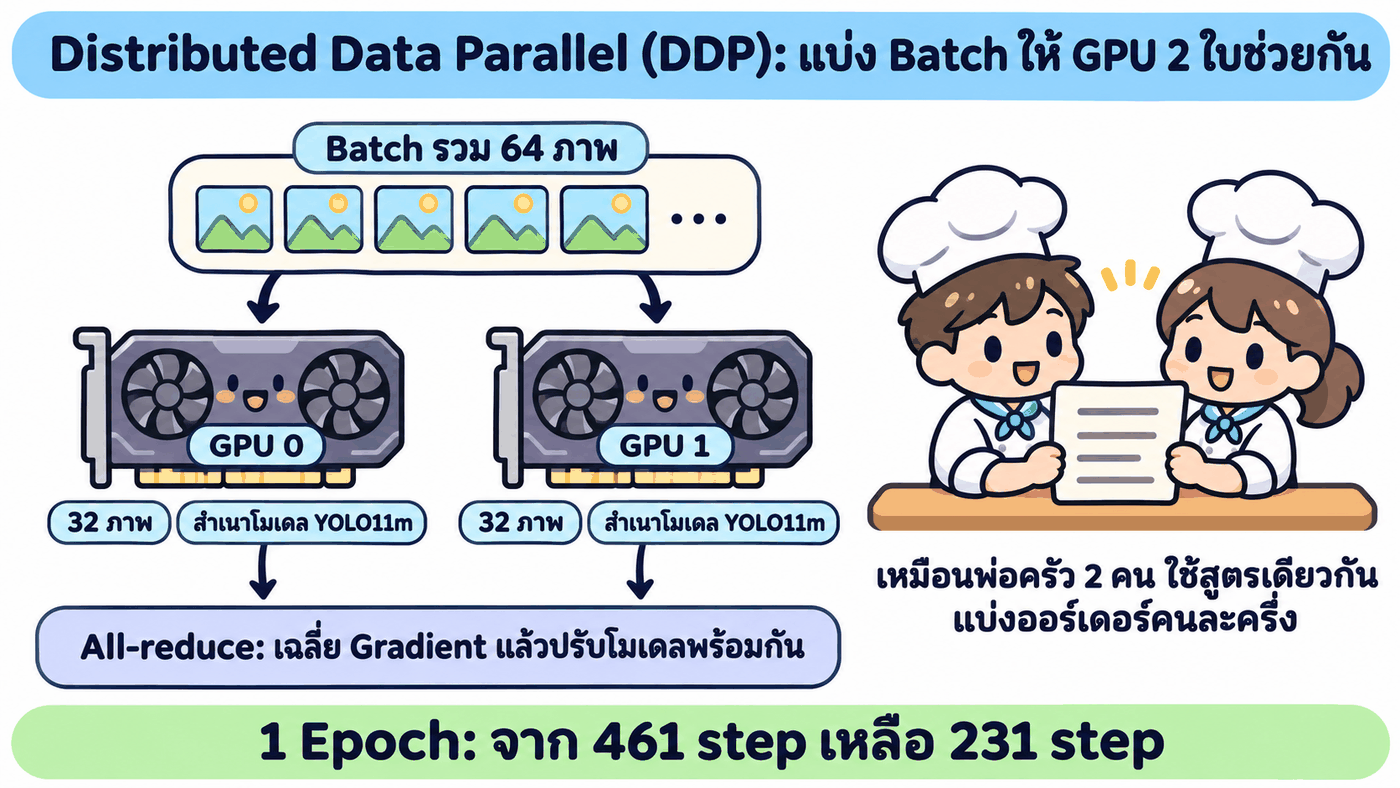 Distributed Data Parallel (DDP): แบ่ง Batch ให้ GPU 2 ใบช่วยกัน
Batch รวม 64 ภาพ
GPU 0
GPU 1
32 ภาพ
สำเนาโมเดล YOLO11m
32 ภาพ
สำเนาโมเดล YOLO11m
All-reduce: เฉลี่ย Gradient แล้วปรับโมเดลพร้อมกัน
เหมือนพ่อครัว 2 คน ใช้สูตรเดียวกัน
แบ่งออร์เดอร์คนละครึ่ง
1 Epoch: จาก 461 step เหลือ 231 step